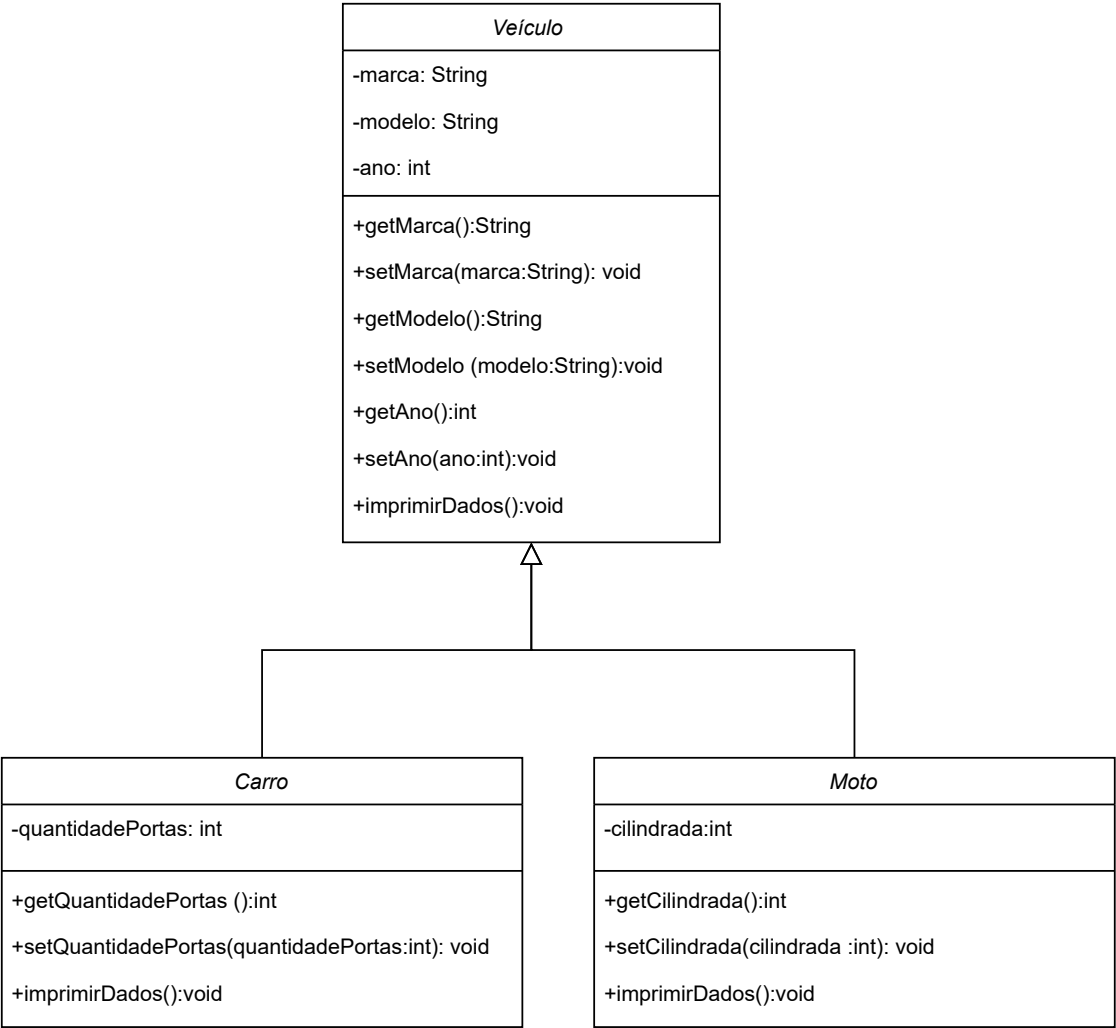 Veículo
-marca: String
-modelo: String
-ano: int
+getMarca():String
+setMarca(marca:String): void
+getModelo():String
+setModelo (modelo:String):void
+getAno():int
+setAno(ano:int):void
+imprimirDados():void
Carro
-quantidadePortas: int
+getQuantidadePortas ():int
+setQuantidadePortas(quantidadePortas:int): void
+imprimirDados():void
Moto
-cilindrada:int
+getCilindrada():int
+setCilindrada(cilindrada :int): void
+imprimirDados():void